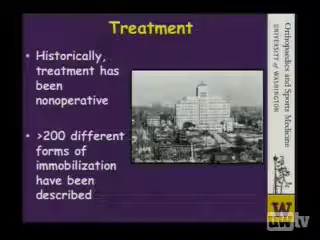 Treatment
• Historically,
treatment has
been
nonoperative
• >200 different
forms of
immobilization
have been
described
Orthopaedics and Sports Medicine
UNIVERSITY of WASHINGTON
W
uwtv